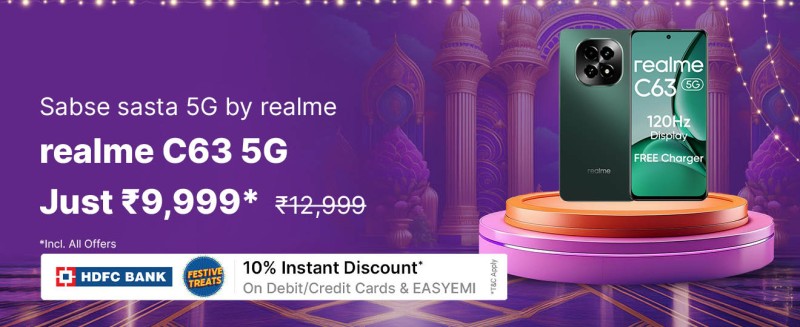 Sabse sasta 5G by realme
realme C63 5G
Just ₹9,999* ₹12,999
*Incl. All Offers
HDFC BANK
FESTIVE
TREATS
10% Instant Discount*
On Debit/Credit Cards & EASYEMI
*T&C Apply
realme
realme
C63 5G
120Hz
Display
FREE Charger